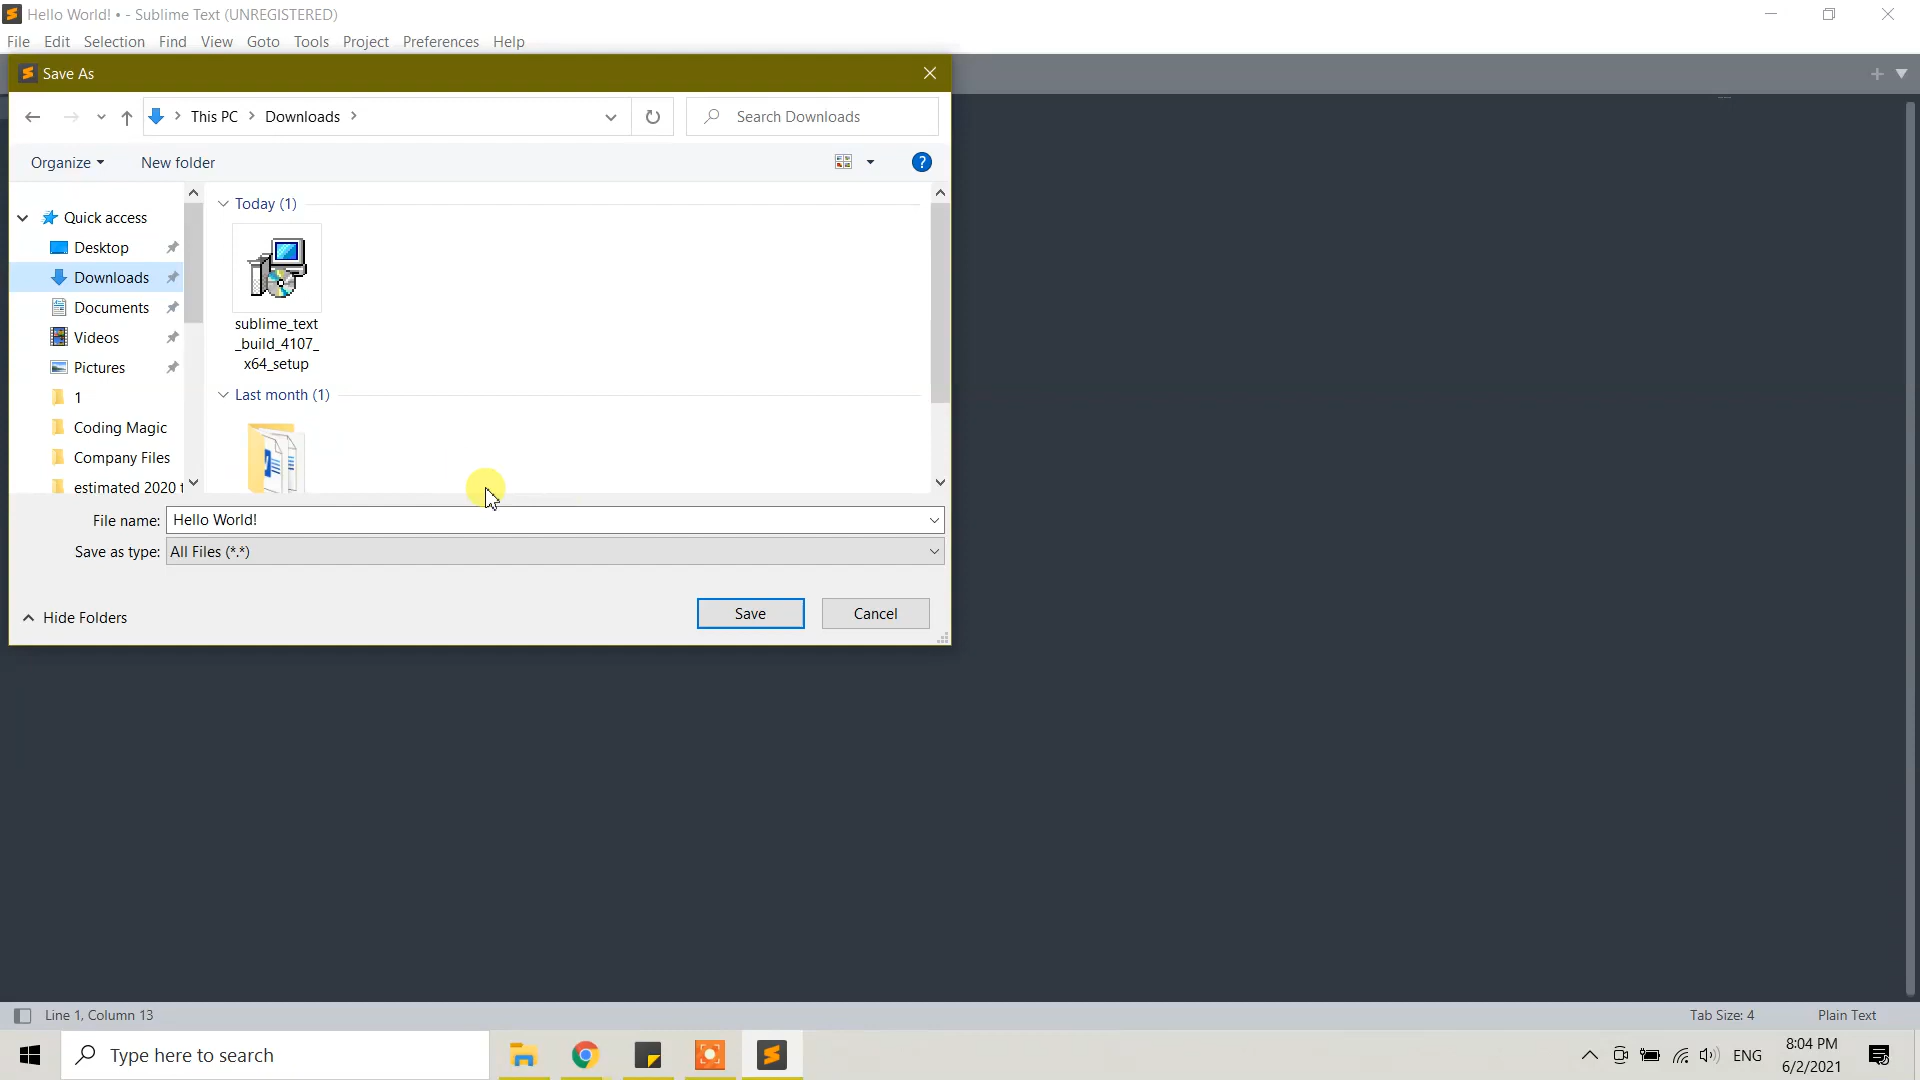 Hello World! • - Sublime Text (UNREGISTERED)
File Edit Selection Find View Goto Tools Project Preferences Help
Save As
This PC > Downloads >
Search Downloads
Organize
New folder
Quick access
Desktop
Downloads
Documents
Videos
Pictures
1
Coding Magic
Company Files
estimated 2020 t
Today (1)
sublime_text
_build_4107_
x64_setup
Last month (1)
File name: Hello World!
Save as type: All Files (*.*)
Hide Folders
Save
Cancel
Line 1, Column 13
Tab Size: 4
Plain Text
Type here to search
ENG
8:04 PM
6/2/2021